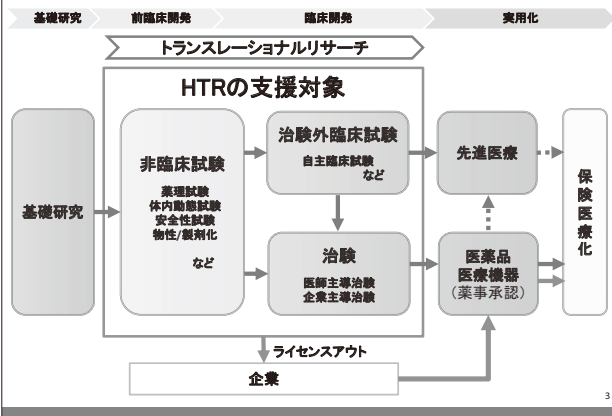 基礎研究
前臨床開発
臨床開発
実用化
トランスレーショナルリサーチ
HTRの支援対象
基礎研究
非臨床試験
薬理試験
体内動態試験
安全性試験
物性/製剤化
など
治験外臨床試験
自主臨床試験
など
治験
医師主導治験
企業主導治験
先進医療
医薬品
医療機器
（薬事承認）
保険医療化
ライセンスアウト
企業
3